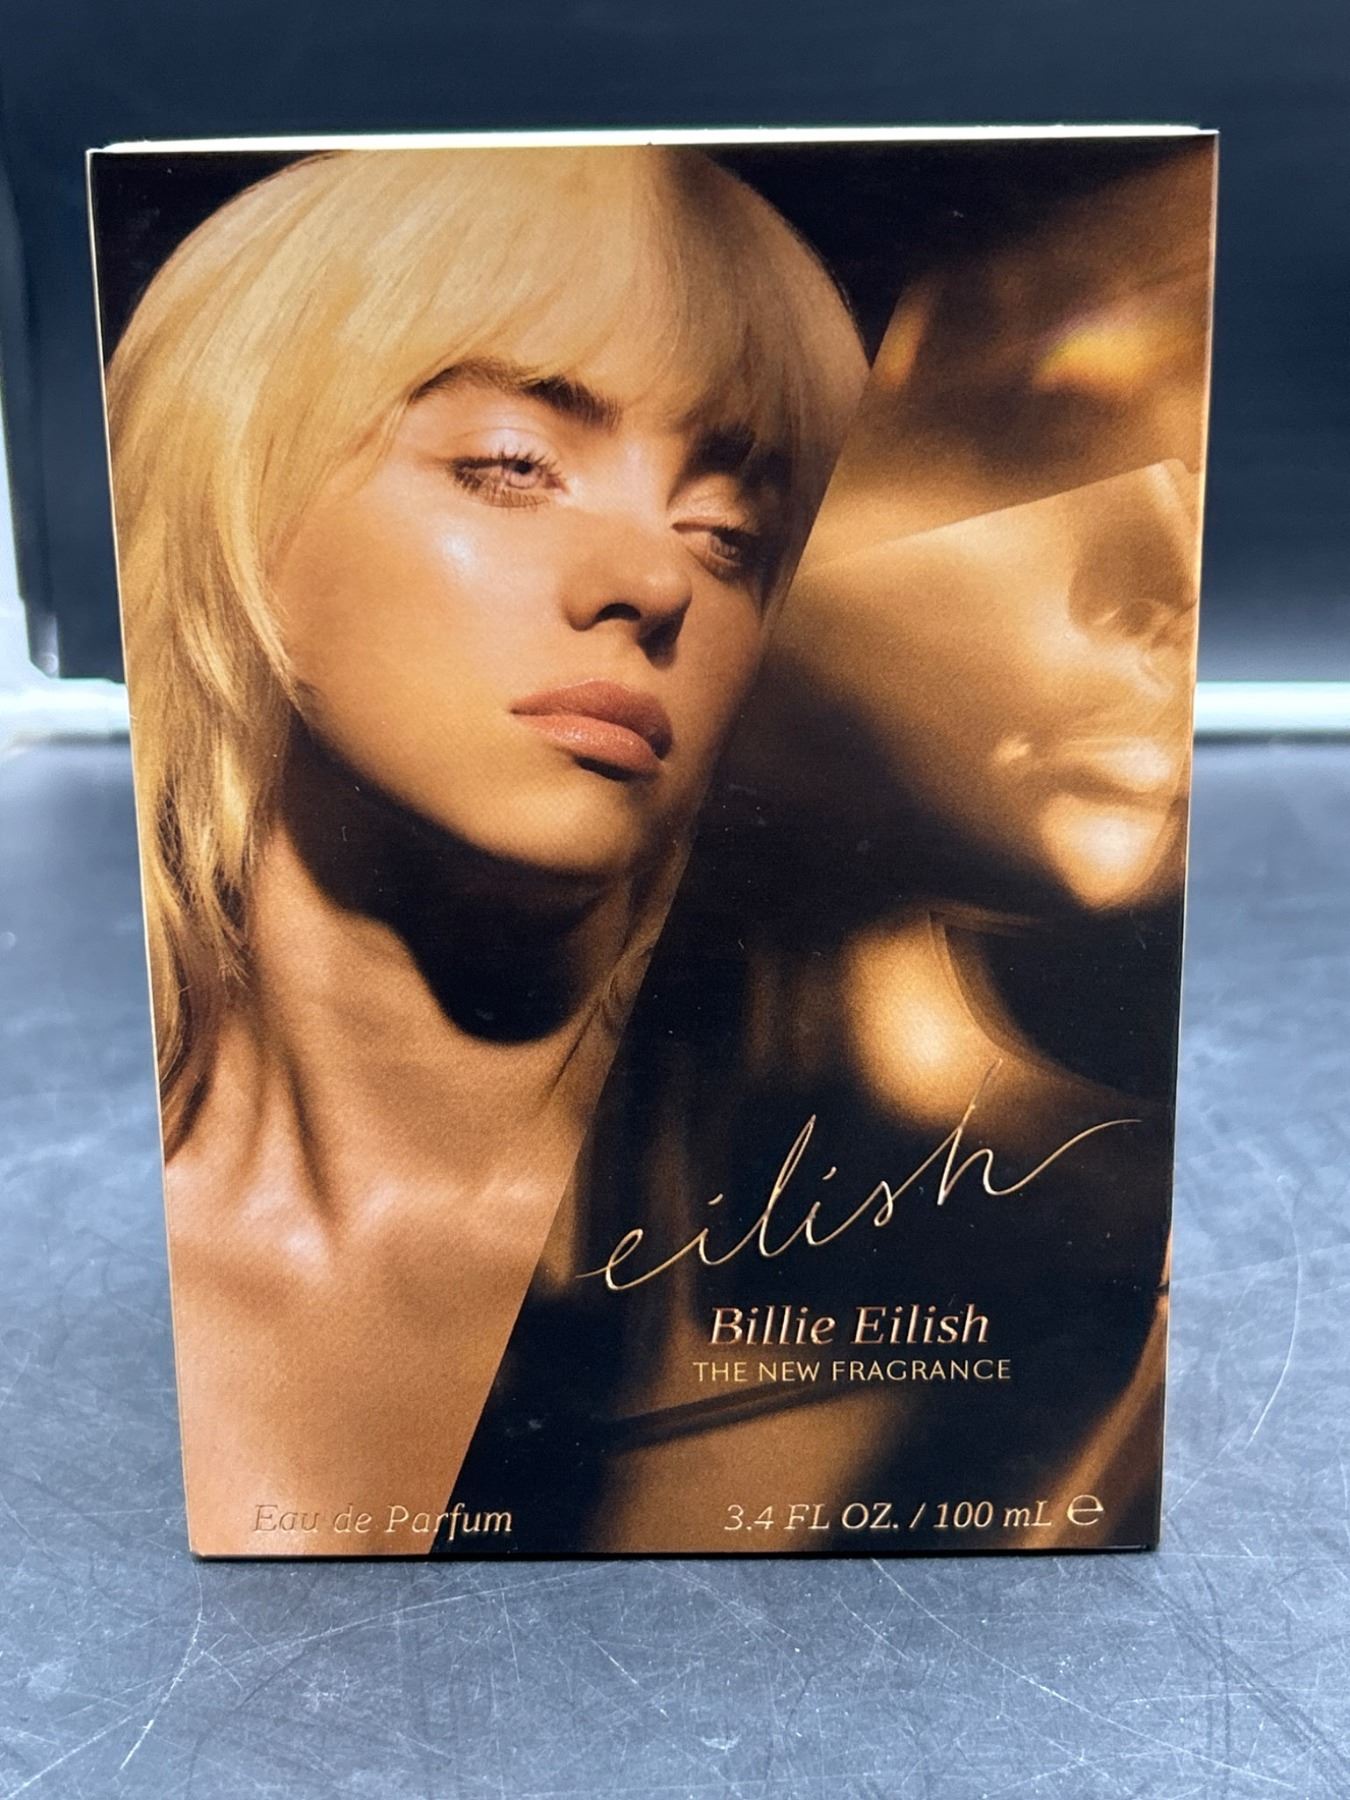 eilish
Billie Eilish
THE NEW FRAGRANCE
Eau de Parfum
3.4 FL OZ. / 100 mL ℮